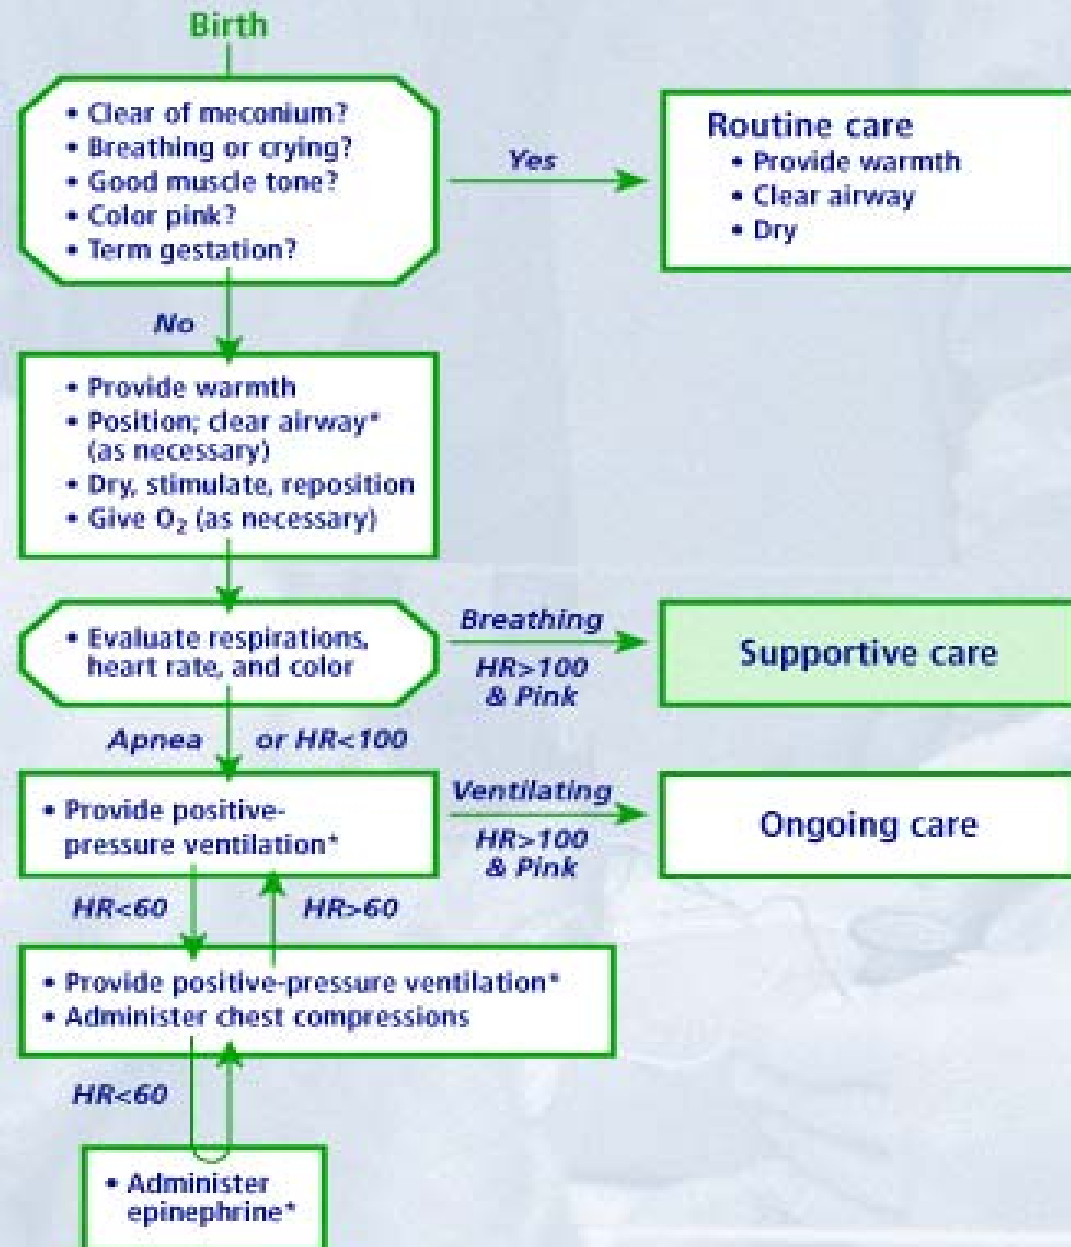 Birth
• Clear of meconium?
• Breathing or crying?
• Good muscle tone?
• Color pink?
• Term gestation?
Yes
Routine care
• Provide warmth
• Clear airway
• Dry
No
• Provide warmth
• Position; clear airway*
(as necessary)
• Dry, stimulate, reposition
• Give O₂ (as necessary)
• Evaluate respirations,
heart rate, and color
Breathing
HR>100
& Pink
Supportive care
Apnea or HR<100
• Provide positive-
pressure ventilation*
Ventilating
HR>100
& Pink
Ongoing care
HR<60
HR>60
• Provide positive-pressure ventilation*
• Administer chest compressions
HR<60
• Administer
epinephrine*